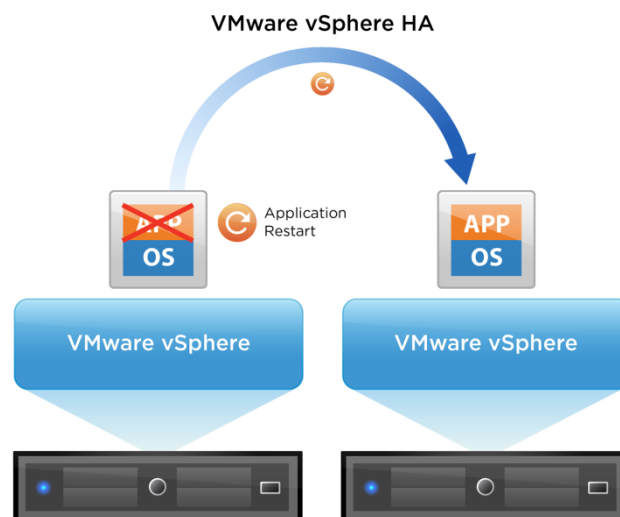 VMware vSphere HA
APP
OS
Application
Restart
APP
OS
VMware vSphere
VMware vSphere